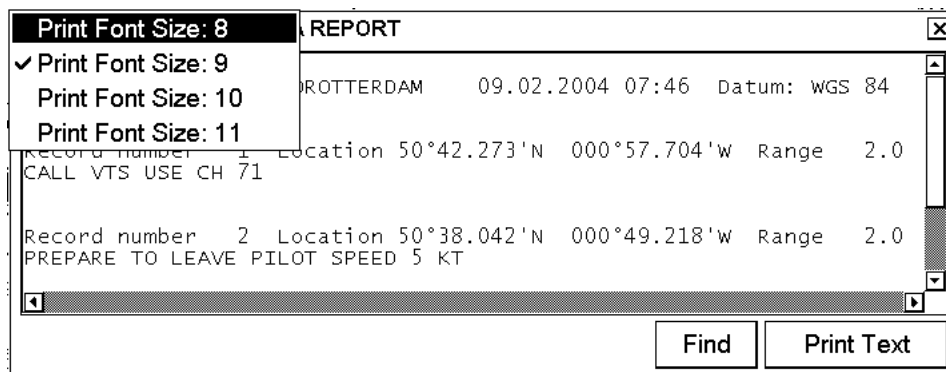 Print Font Size: 8
Print Font Size: 9
Print Font Size: 10
Print Font Size: 11
REPORT
ROTTERDAM 09.02.2004 07:46 Datum: WGS 84
Record number 1 Location 50°42.273'N 000°57.704'W Range 2.0
CALL VTS USE CH 71
Record number 2 Location 50°38.042'N 000°49.218'W Range 2.0
PREPARE TO LEAVE PILOT SPEED 5 KT
Find
Print Text